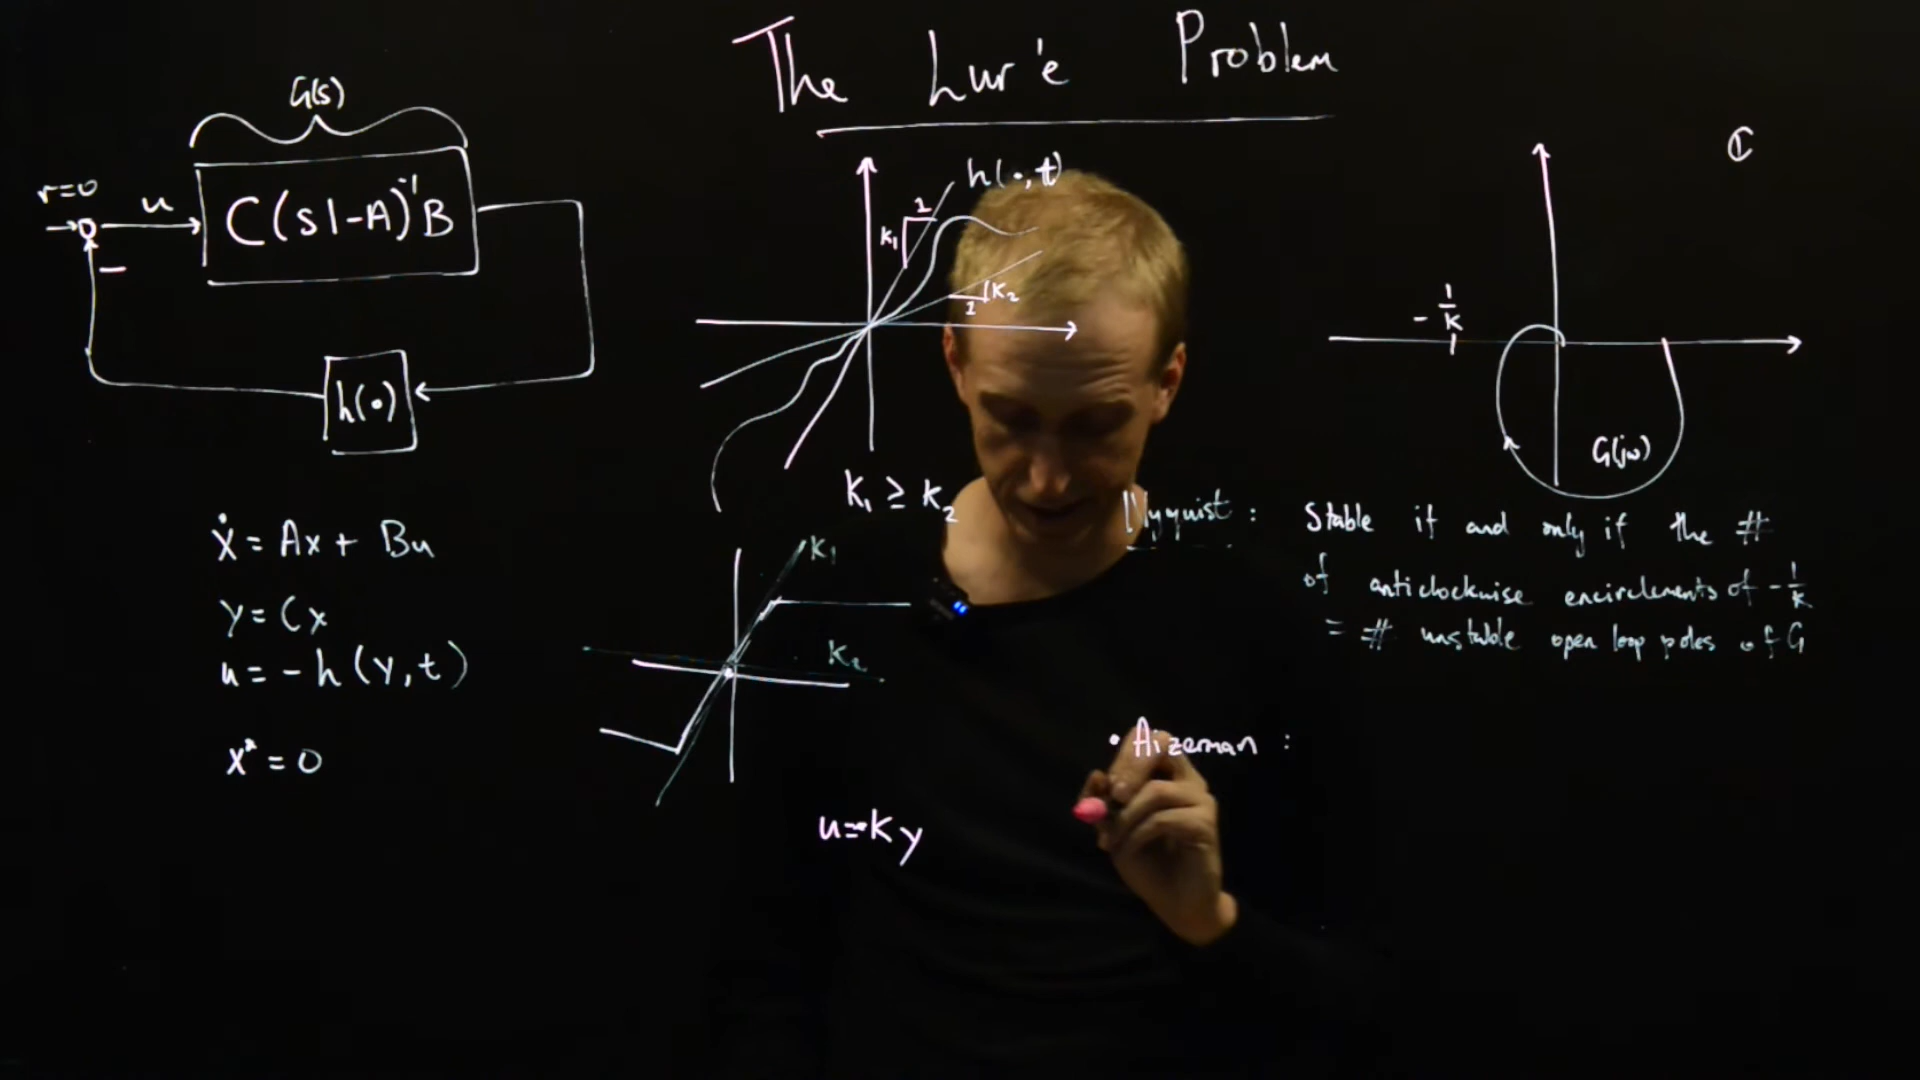 The Lur'e Problem
G(s)
r=0
u
C(sI-A)⁻¹B
−
h(·)
ẋ = Ax + Bu
y = Cx
u = -h(y,t)
x* = 0
h(·,t)
1
K₁
K₂
1
K₁ ≥ K₂
K₁
K₂
u=-Ky
ℂ
-1/K
G(jω)
Nyquist: Stable if and only if the #
of anticlockwise encirclements of -1/K
= # unstable open loop poles of G
• Aizerman :